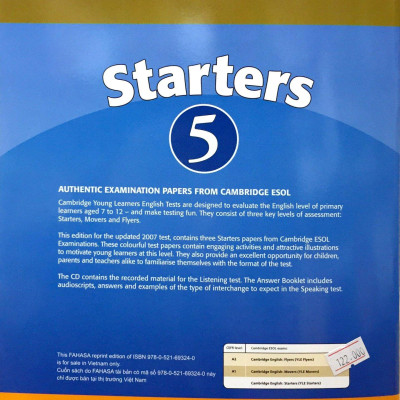 Starters
5
AUTHENTIC EXAMINATION PAPERS FROM CAMBRIDGE ESOL
Cambridge Young Learners English Tests are designed to evaluate the English level of primary
learners aged 7 to 12 – and make testing fun. They consist of three key levels of assessment:
Starters, Movers and Flyers.
This edition for the updated 2007 test, contains three Starters papers from Cambridge ESOL
Examinations. These colourful test papers contain engaging activities and attractive illustrations
to motivate young learners at this level. They also provide an excellent opportunity for children,
parents and teachers alike to familiarise themselves with the format of the test.
The CD contains the recorded material for the Listening test. The Answer Booklet includes
audioscripts, answers and examples of the type of interchange to expect in the Speaking test.
This FAHASA reprint edition of ISBN 978-0-521-69324-0
is for sale in Vietnam only.
Cuốn sách do FAHASA tái bản có mã số 978-0-521-69324-0 này
chỉ được bán tại thị trường Việt Nam
CEFR level Cambridge ESOL exams
A2 Cambridge English: Flyers (YLE Flyers)
A1 Cambridge English: Movers (YLE Movers)
Cambridge English: Starters (YLE Starters)
122.000